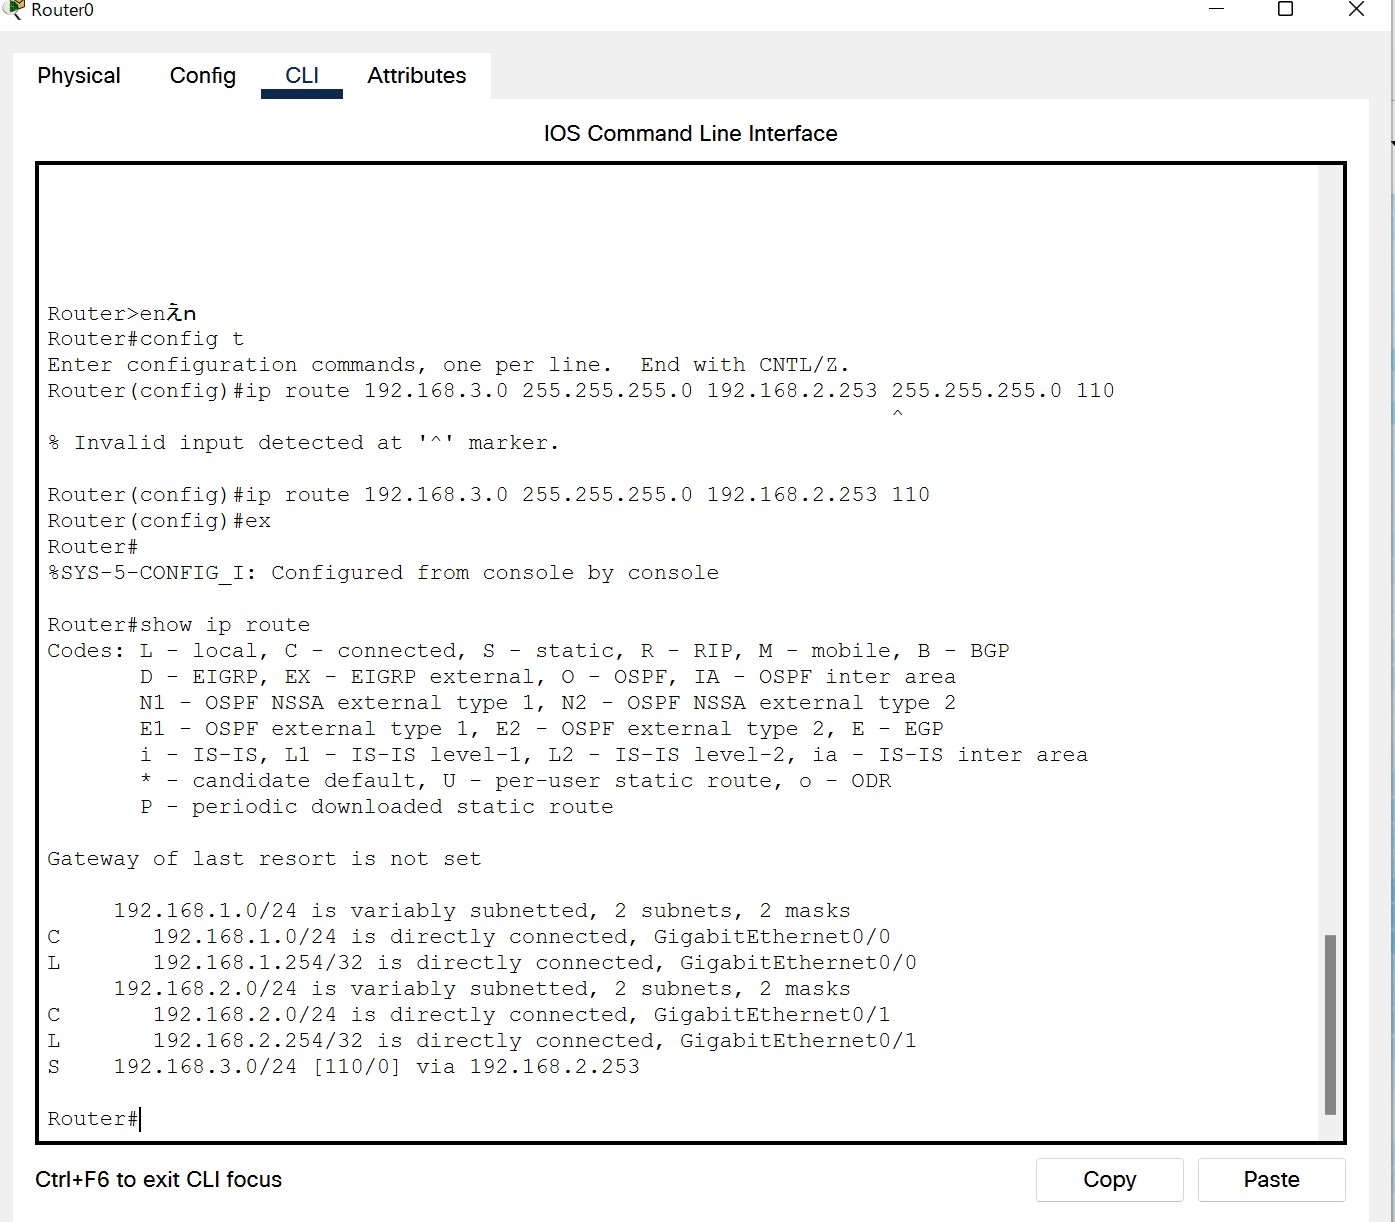 Router0
Physical Config CLI Attributes
IOS Command Line Interface
Router>en
Router#config t
Enter configuration commands, one per line.  End with CNTL/Z.
Router(config)#ip route 192.168.3.0 255.255.255.0 192.168.2.253 255.255.255.0 110
^
% Invalid input detected at '^' marker.
Router(config)#ip route 192.168.3.0 255.255.255.0 192.168.2.253 110
Router(config)#ex
Router#
%SYS-5-CONFIG_I: Configured from console by console
Router#show ip route
Codes: L - local, C - connected, S - static, R - RIP, M - mobile, B - BGP
D - EIGRP, EX - EIGRP external, O - OSPF, IA - OSPF inter area
N1 - OSPF NSSA external type 1, N2 - OSPF NSSA external type 2
E1 - OSPF external type 1, E2 - OSPF external type 2, E - EGP
i - IS-IS, L1 - IS-IS level-1, L2 - IS-IS level-2, ia - IS-IS inter area
* - candidate default, U - per-user static route, o - ODR
P - periodic downloaded static route
Gateway of last resort is not set
192.168.1.0/24 is variably subnetted, 2 subnets, 2 masks
C 192.168.1.0/24 is directly connected, GigabitEthernet0/0
L 192.168.1.254/32 is directly connected, GigabitEthernet0/0
192.168.2.0/24 is variably subnetted, 2 subnets, 2 masks
C 192.168.2.0/24 is directly connected, GigabitEthernet0/1
L 192.168.2.254/32 is directly connected, GigabitEthernet0/1
S 192.168.3.0/24 [110/0] via 192.168.2.253
Router#
Ctrl+F6 to exit CLI focus
Copy Paste